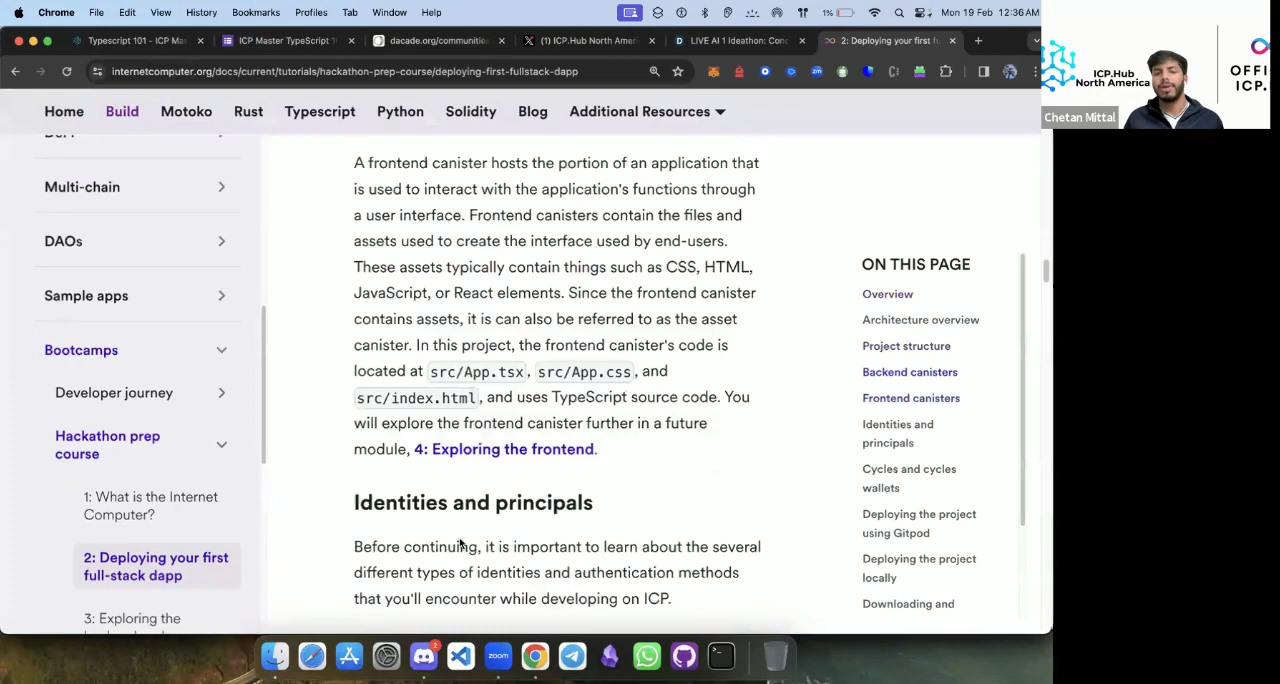 Chrome File Edit View History Bookmarks Profiles Tab Window Help 1% Mon 19 Feb 12:36 AM
Typescript 101 - ICP Ma
ICP Master TypeScript 1
dacade.org/communitie
(1) ICP.Hub North Ameri
LIVE AI 1 Ideathon: Con
2: Deploying your first f
internetcomputer.org/docs/current/tutorials/hackathon-prep-course/deploying-first-fullstack-dapp
Home Build Motoko Rust Typescript Python Solidity Blog Additional Resources
Multi-chain
DAOs
Sample apps
Bootcamps
Developer journey
Hackathon prep
course
1: What is the Internet
Computer?
2: Deploying your first
full-stack dapp
3: Exploring the
A frontend canister hosts the portion of an application that
is used to interact with the application's functions through
a user interface. Frontend canisters contain the files and
assets used to create the interface used by end-users.
These assets typically contain things such as CSS, HTML,
JavaScript, or React elements. Since the frontend canister
contains assets, it is can also be referred to as the asset
canister. In this project, the frontend canister's code is
located at src/App.tsx, src/App.css, and
src/index.html, and uses TypeScript source code. You
will explore the frontend canister further in a future
module, 4: Exploring the frontend.
Identities and principals
Before continuing, it is important to learn about the several
different types of identities and authentication methods
that you'll encounter while developing on ICP.
ON THIS PAGE
Overview
Architecture overview
Project structure
Backend canisters
Frontend canisters
Identities and
principals
Cycles and cycles
wallets
Deploying the project
using Gitpod
Deploying the project
locally
Downloading and
ICP.Hub
North America
OFFI
ICP.
Chetan Mittal
2
zoom